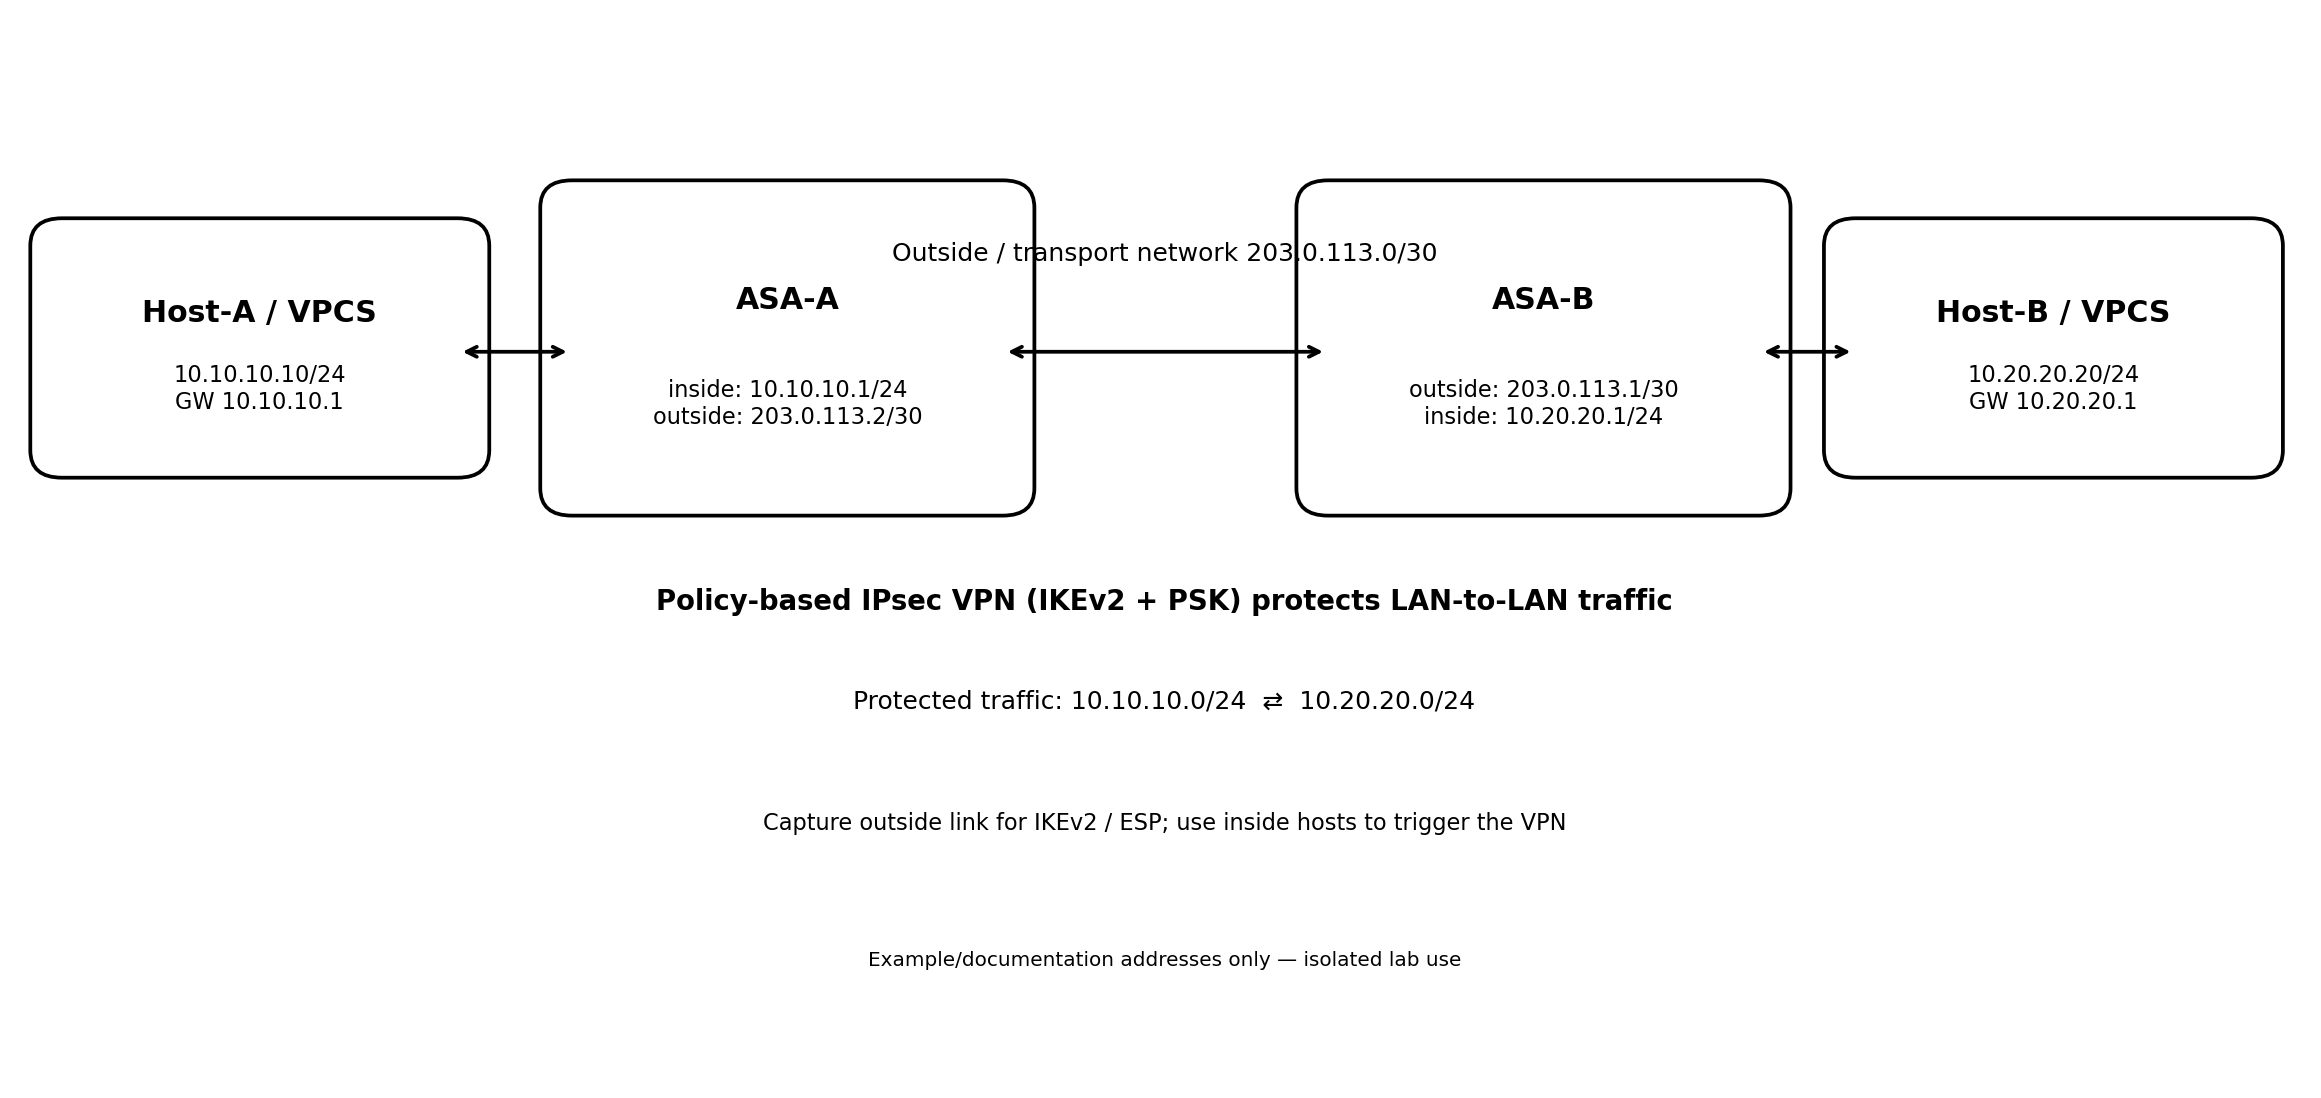 Outside / transport network 203.0.113.0/30
Host-A / VPCS
10.10.10.10/24
GW 10.10.10.1
ASA-A
inside: 10.10.10.1/24
outside: 203.0.113.2/30
ASA-B
outside: 203.0.113.1/30
inside: 10.20.20.1/24
Host-B / VPCS
10.20.20.20/24
GW 10.20.20.1
Policy-based IPsec VPN (IKEv2 + PSK) protects LAN-to-LAN traffic
Protected traffic: 10.10.10.0/24 ⇄ 10.20.20.0/24
Capture outside link for IKEv2 / ESP; use inside hosts to trigger the VPN
Example/documentation addresses only — isolated lab use